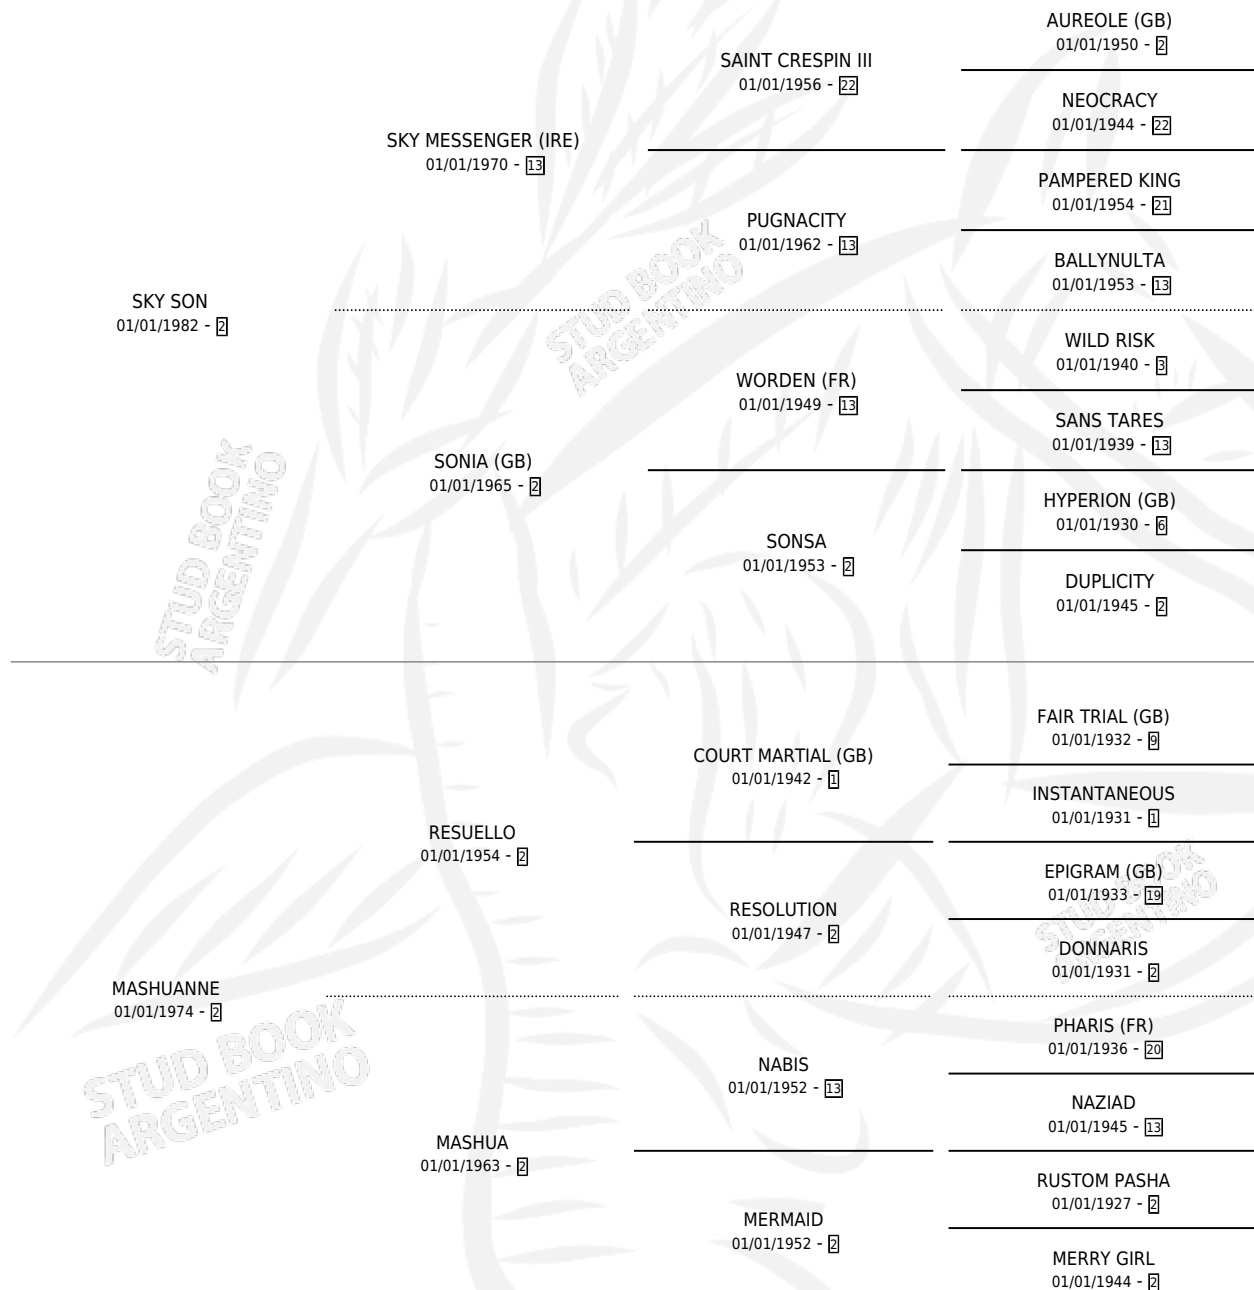 AUREOLE (GB)
01/01/1950 - 2
SAINT CRESPIN III
01/01/1956 - 22
NEOCRACY
01/01/1944 - 22
SKY MESSENGER (IRE)
01/01/1970 - 13
PAMPERED KING
01/01/1954 - 21
PUGNACITY
01/01/1962 - 13
BALLYNULTA
01/01/1953 - 13
SKY SON
01/01/1982 - 2
STUD BOOK
ARGENTINO
WILD RISK
01/01/1940 - 3
WORDEN (FR)
01/01/1949 - 13
SANS TARES
01/01/1939 - 13
SONIA (GB)
01/01/1965 - 2
HYPERION (GB)
01/01/1930 - 6
SONSA
01/01/1953 - 2
DUPLICITY
01/01/1945 - 2
STUD BOOK
ARGENTINO
FAIR TRIAL (GB)
01/01/1932 - 9
COURT MARTIAL (GB)
01/01/1942 - 1
INSTANTANEOUS
01/01/1931 - 1
RESUELLO
01/01/1954 - 2
EPIGRAM (GB)
01/01/1933 - 19
RESOLUTION
01/01/1947 - 2
DONNARIS
01/01/1931 - 2
STUD BOOK
ARGENTINO
MASHUANNE
01/01/1974 - 2
PHARIS (FR)
01/01/1936 - 20
NABIS
01/01/1952 - 13
NAZIAD
01/01/1945 - 13
STUD BOOK
ARGENTINO
MASHUA
01/01/1963 - 2
RUSTOM PASHA
01/01/1927 - 2
MERMAID
01/01/1952 - 2
MERRY GIRL
01/01/1944 - 2